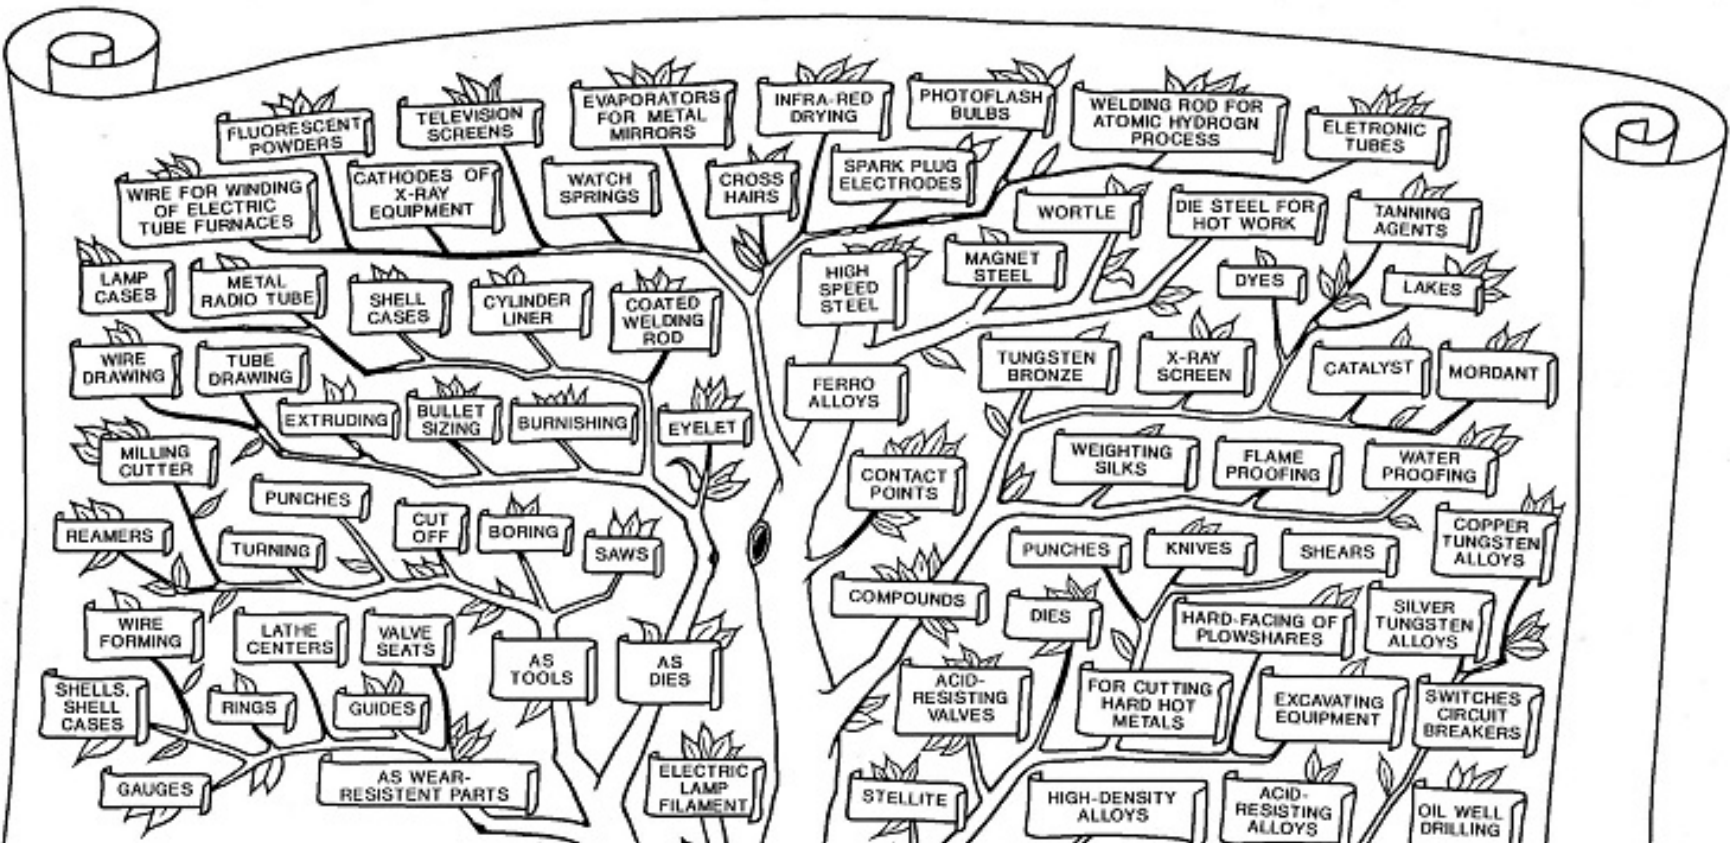 FLUORESCENT
POWDERS
TELEVISION
SCREENS
EVAPORATORS
FOR METAL
MIRRORS
INFRA-RED
DRYING
PHOTOFLASH
BULBS
WELDING ROD FOR
ATOMIC HYDROGN
PROCESS
ELETRONIC
TUBES
WIRE FOR WINDING
OF ELECTRIC
TUBE FURNACES
CATHODES OF
X-RAY
EQUIPMENT
WATCH
SPRINGS
CROSS
HAIRS
SPARK PLUG
ELECTRODES
WORTLE
DIE STEEL FOR
HOT WORK
TANNING
AGENTS
LAMP
CASES
METAL
RADIO TUBE
SHELL
CASES
CYLINDER
LINER
COATED
WELDING
ROD
HIGH
SPEED
STEEL
MAGNET
STEEL
DYES
LAKES
WIRE
DRAWING
TUBE
DRAWING
EXTRUDING
BULLET
SIZING
BURNISHING
EYELET
FERRO
ALLOYS
TUNGSTEN
BRONZE
X-RAY
SCREEN
CATALYST
MORDANT
MILLING
CUTTER
PUNCHES
CONTACT
POINTS
WEIGHTING
SILKS
FLAME
PROOFING
WATER
PROOFING
REAMERS
TURNING
CUT
OFF
BORING
SAWS
COMPOUNDS
PUNCHES
KNIVES
SHEARS
COPPER
TUNGSTEN
ALLOYS
WIRE
FORMING
LATHE
CENTERS
VALVE
SEATS
AS
TOOLS
AS
DIES
DIES
HARD-FACING OF
PLOWSHARES
SILVER
TUNGSTEN
ALLOYS
SHELLS,
SHELL
CASES
RINGS
GUIDES
ACID-
RESISTING
VALVES
FOR CUTTING
HARD HOT
METALS
EXCAVATING
EQUIPMENT
SWITCHES
CIRCUIT
BREAKERS
GAUGES
AS WEAR-
RESISTENT PARTS
ELECTRIC
LAMP
FILAMENT
STELLITE
HIGH-DENSITY
ALLOYS
ACID-
RESISTING
ALLOYS
OIL WELL
DRILLING